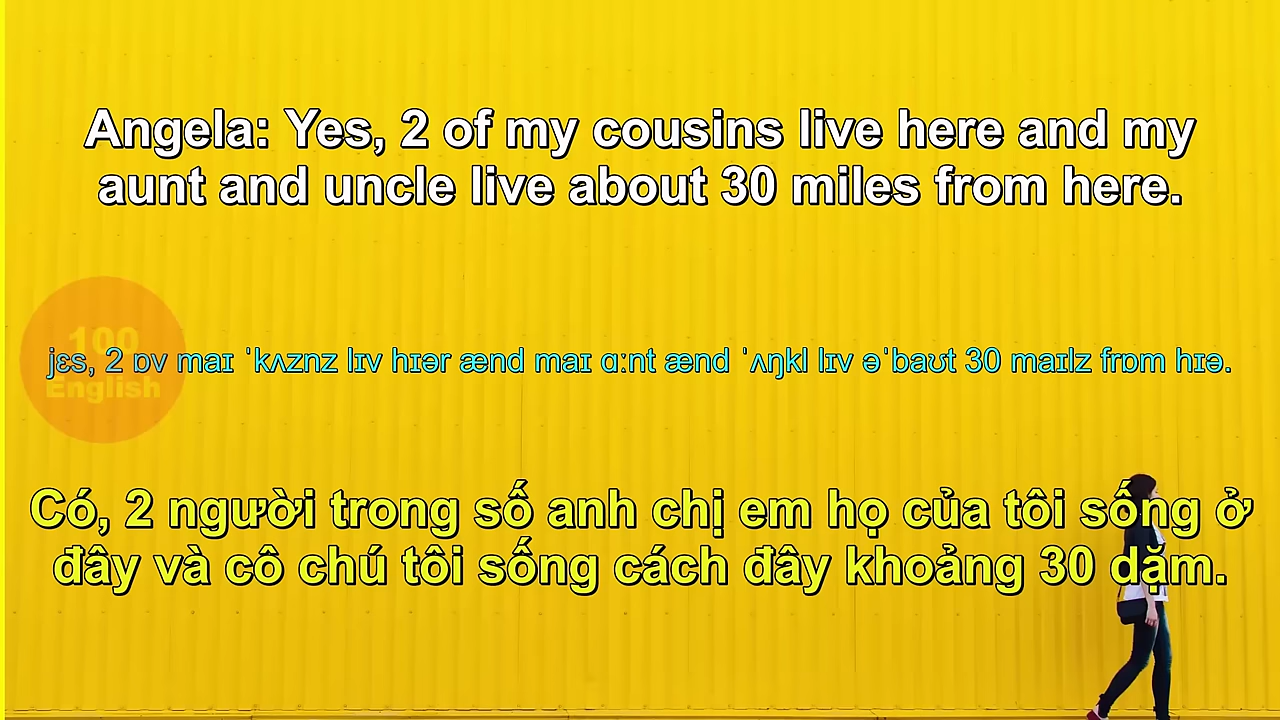 Angela: Yes, 2 of my cousins live here and my
aunt and uncle live about 30 miles from here.
100
English
jɛs, 2 ɒv maɪ ˈkʌznz lɪv hɪər ænd maɪ ɑːnt ænd ˈʌŋkl lɪv əˈbaʊt 30 maɪlz frɒm hɪə.
Có, 2 người trong số anh chị em họ của tôi sống ở
đây và cô chú tôi sống cách đây khoảng 30 dặm.